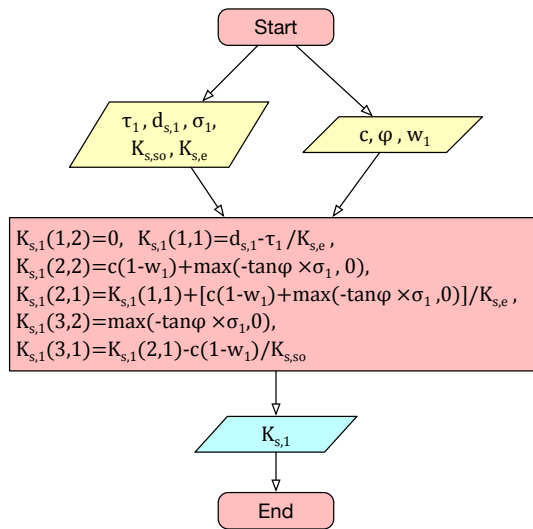 Start
τ₁, dₛ,₁, σ₁,
Kₛ,ₛₒ, Kₛ,ₑ
c, φ, w₁
Kₛ,₁(1,2)=0, Kₛ,₁(1,1)=dₛ,₁-τ₁/Kₛ,ₑ,
Kₛ,₁(2,2)=c(1-w₁)+max(-tanφ×σ₁, 0),
Kₛ,₁(2,1)=Kₛ,₁(1,1)+[c(1-w₁)+max(-tanφ×σ₁,0)]/Kₛ,ₑ,
Kₛ,₁(3,2)=max(-tanφ×σ₁,0),
Kₛ,₁(3,1)=Kₛ,₁(2,1)-c(1-w₁)/Kₛ,ₛₒ
Kₛ,₁
End